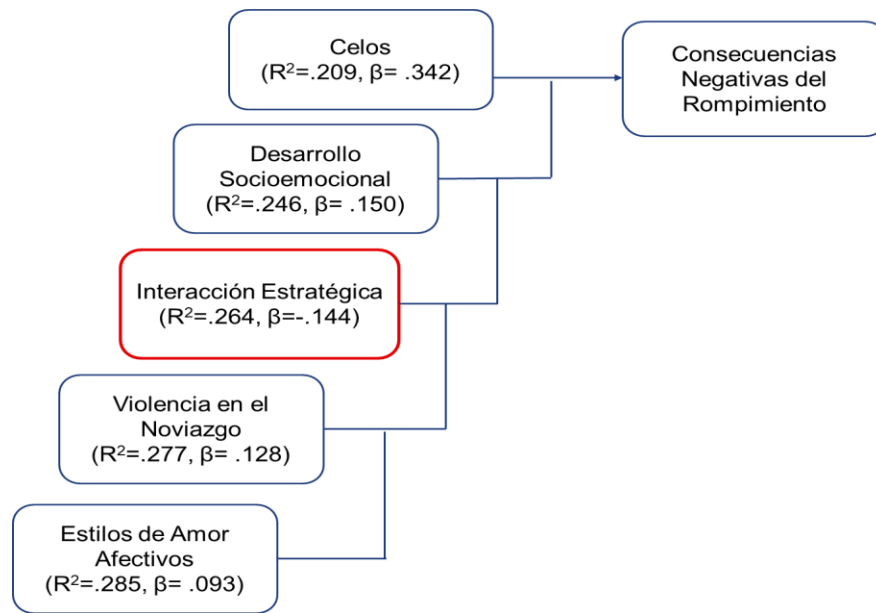 Celos
(R²=.209, β= .342)
Consecuencias
Negativas del
Rompimiento
Desarrollo
Socioemocional
(R²=.246, β= .150)
Interacción Estratégica
(R²=.264, β=-.144)
Violencia en el
Noviazgo
(R²=.277, β= .128)
Estilos de Amor
Afectivos
(R²=.285, β= .093)